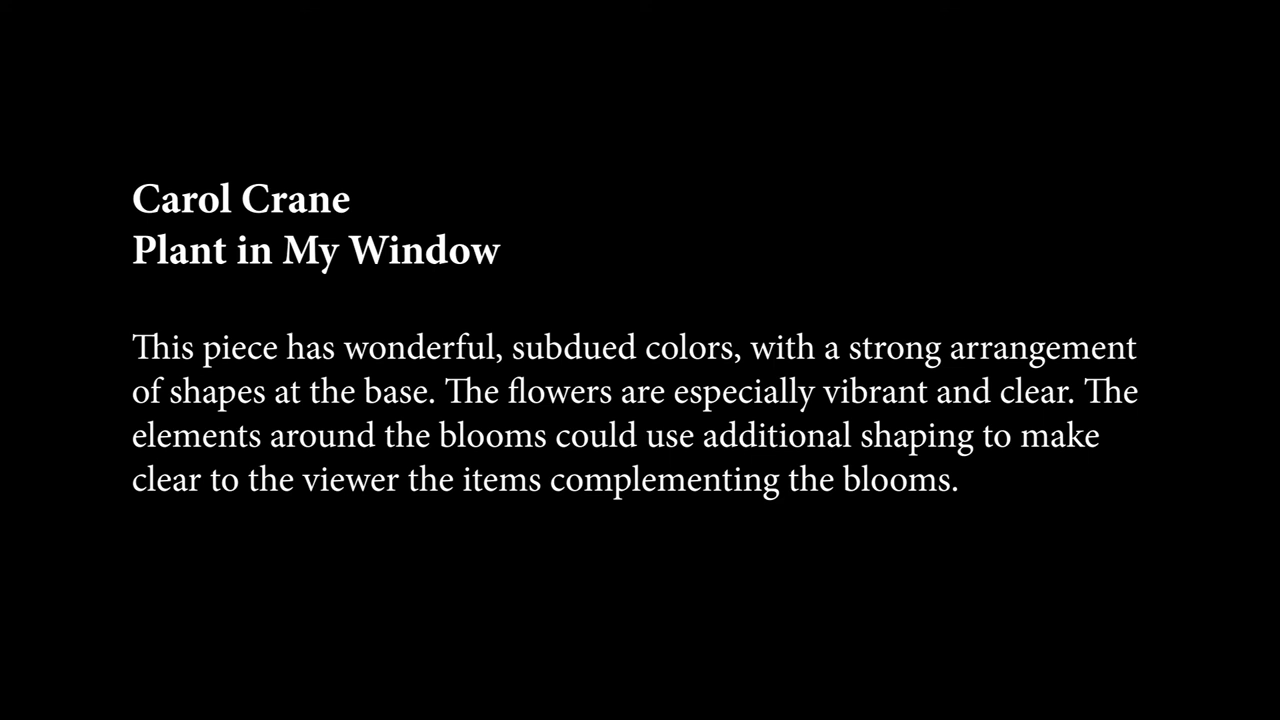 Carol Crane
Plant in My Window
This piece has wonderful, subdued colors, with a strong arrangement
of shapes at the base. The flowers are especially vibrant and clear. The
elements around the blooms could use additional shaping to make
clear to the viewer the items complementing the blooms.